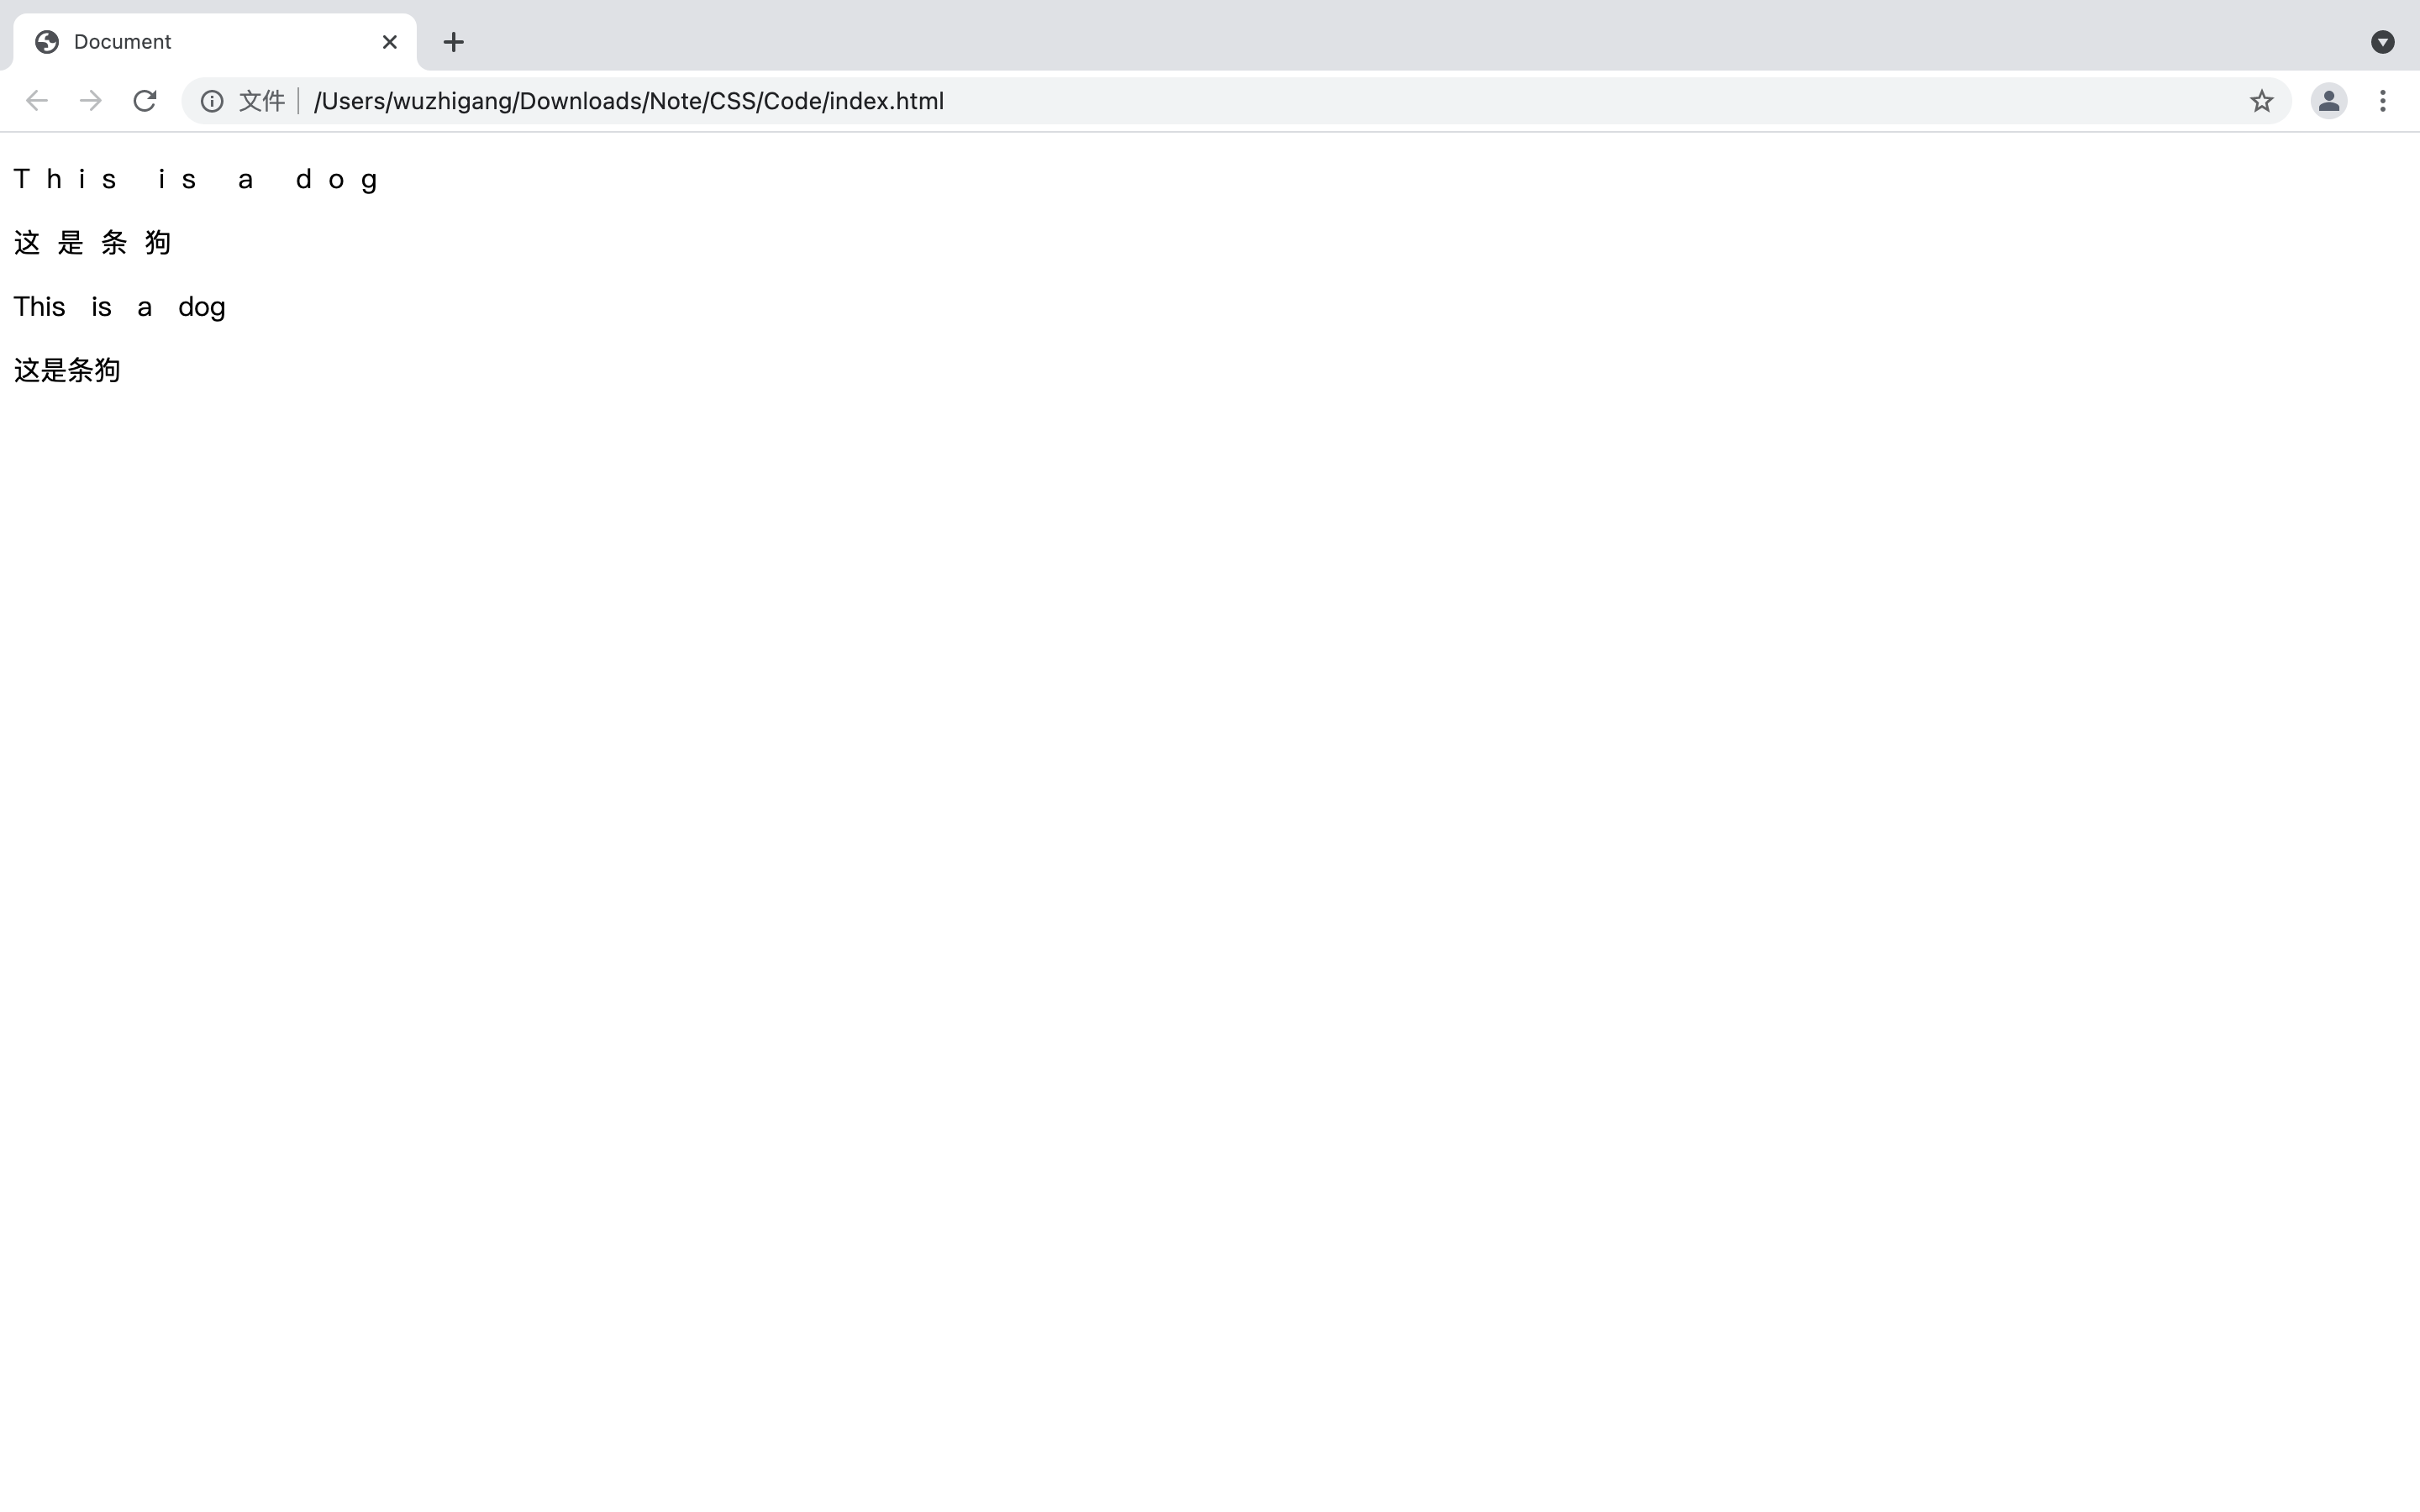 Document
文件 /Users/wuzhigang/Downloads/Note/CSS/Code/index.html
T h i s  i s  a  d o g
这 是 条 狗
This is a dog
这是条狗